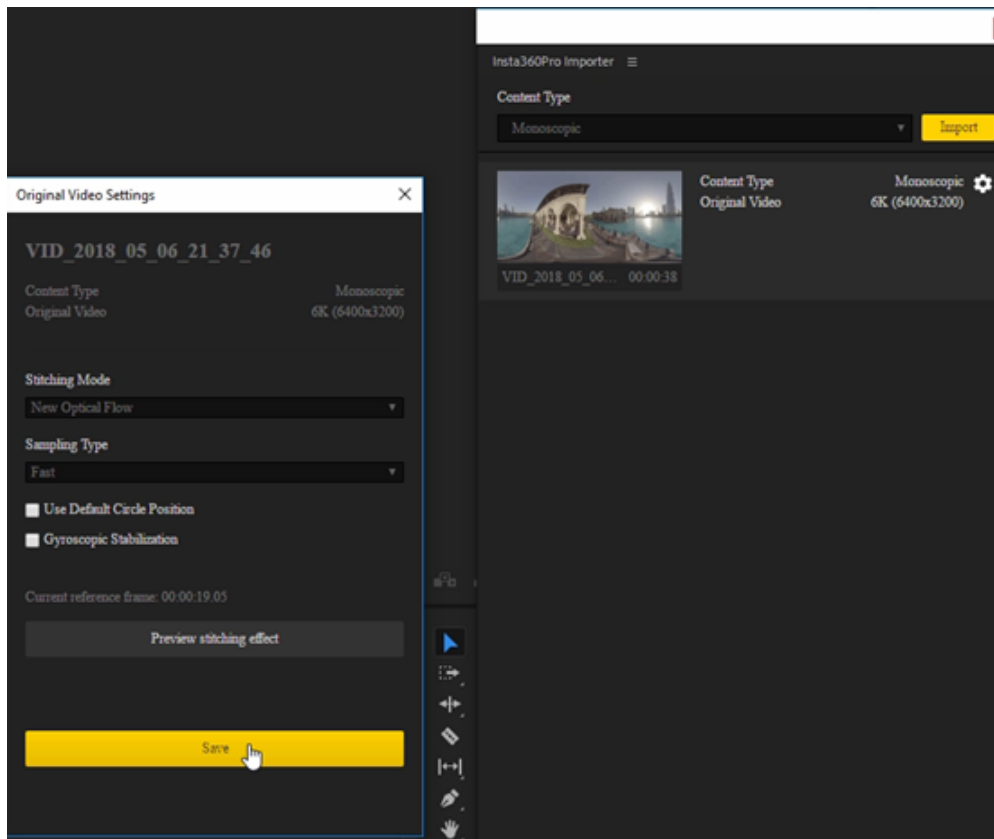 Insta360Pro Importer
Content Type
Monoscopic
Import
Content Type Monoscopic
Original Video 6K (6400x3200)
VID_2018_05_06... 00:00:38
Original Video Settings
VID_2018_05_06_21_37_46
Content Type Monoscopic
Original Video 6K (6400x3200)
Stitching Mode
New Optical Flow
Sampling Type
Fast
Use Default Circle Position
Gyroscopic Stabilization
Current reference frame: 00:00:19.05
Preview stitching effect
Save